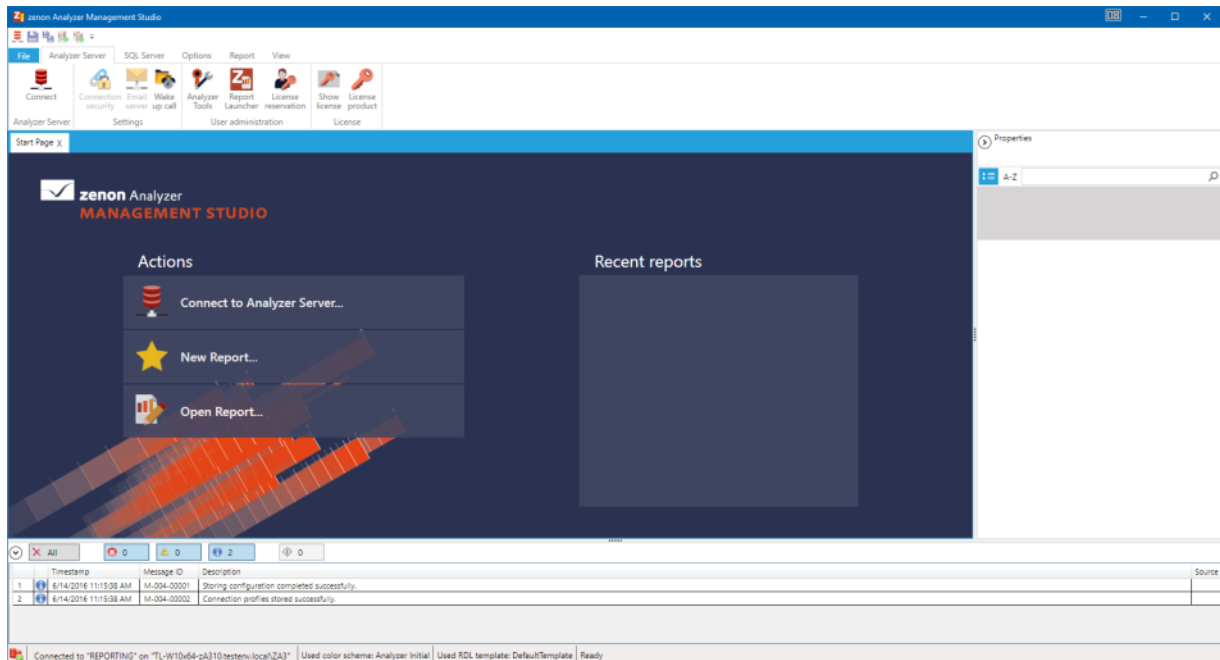 zenon Analyzer Management Studio
File Analyzer Server SQL Server Options Report View
Connect Connection security Email server Wake up call Analyzer Tools Report Launcher License reservation Show license License product
Analyzer Server Settings User administration License
Start Page X
Properties
A-Z
zenon Analyzer
MANAGEMENT STUDIO
Actions
Connect to Analyzer Server...
New Report...
Open Report...
Recent reports
All 0 0 2 0
Timestamp Message ID Description Source
1 6/14/2016 11:15:38 AM M-004-00001 Storing configuration completed successfully.
2 6/14/2016 11:15:38 AM M-004-00002 Connection profiles stored successfully.
Connected to "REPORTING" on "TL-W10x64-zA310.testenv.local\ZA3" Used color scheme: Analyzer Initial Used RDL template: DefaultTemplate Ready